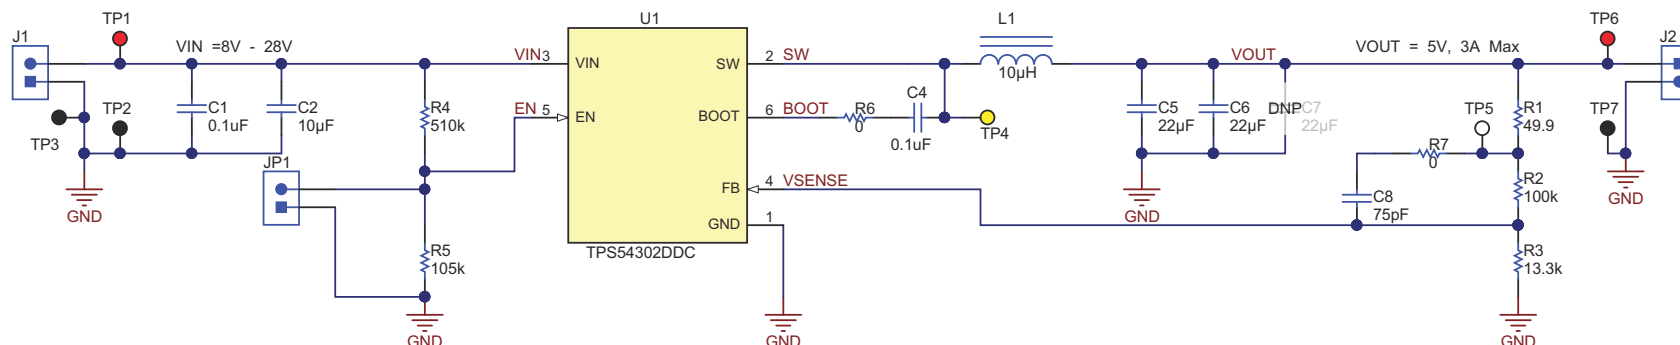 J1
TP1
VIN =8V - 28V
TP3
TP2
C1
0.1uF
C2
10µF
GND
JP1
R4
510k
R5
105k
GND
VIN
3
EN
5
U1
VIN
EN
SW
BOOT
FB
GND
TPS54302DDC
2
SW
6
BOOT
4
VSENSE
1
GND
R6
0
C4
0.1uF
TP4
L1
10µH
VOUT
C5
22µF
C6
22µF
DNP
C7
22µF
GND
VOUT = 5V, 3A Max
C8
75pF
R7
0
TP5
R1
49.9
R2
100k
R3
13.3k
GND
TP6
TP7
J2
GND